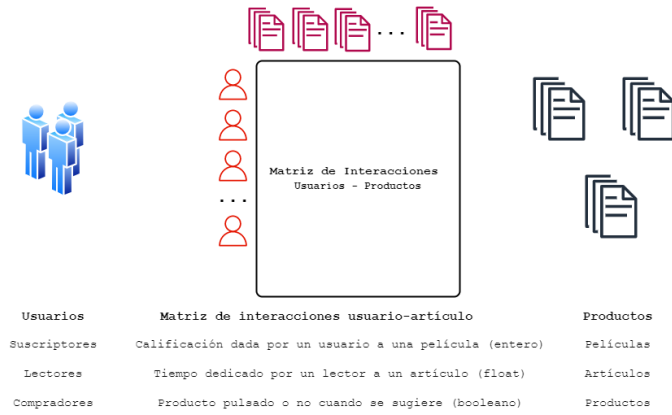 ...
Matriz de Interacciones
Usuarios - Productos
...
Usuarios Matriz de interacciones usuario-artículo Productos
Suscriptores Calificación dada por un usuario a una película (entero) Películas
Lectores Tiempo dedicado por un lector a un artículo (float) Artículos
Compradores Producto pulsado o no cuando se sugiere (booleano) Productos